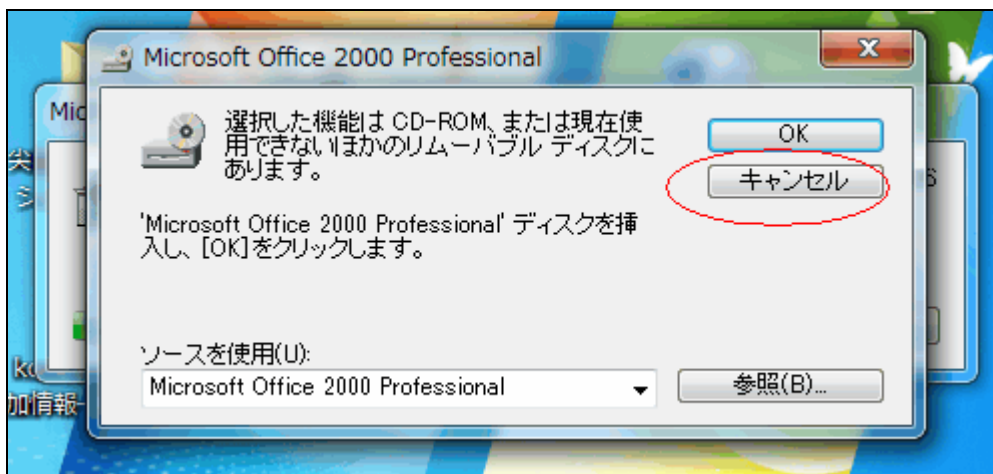 Microsoft Office 2000 Professional
Mic
選択した機能は CD-ROM、または現在使
用できないほかのリムーバブル ディスクに
あります。
OK
キャンセル
'Microsoft Office 2000 Professional' ディスクを挿
入し、[OK]をクリックします。
ソースを使用(U):
Microsoft Office 2000 Professional
参照(B)...
加情報-